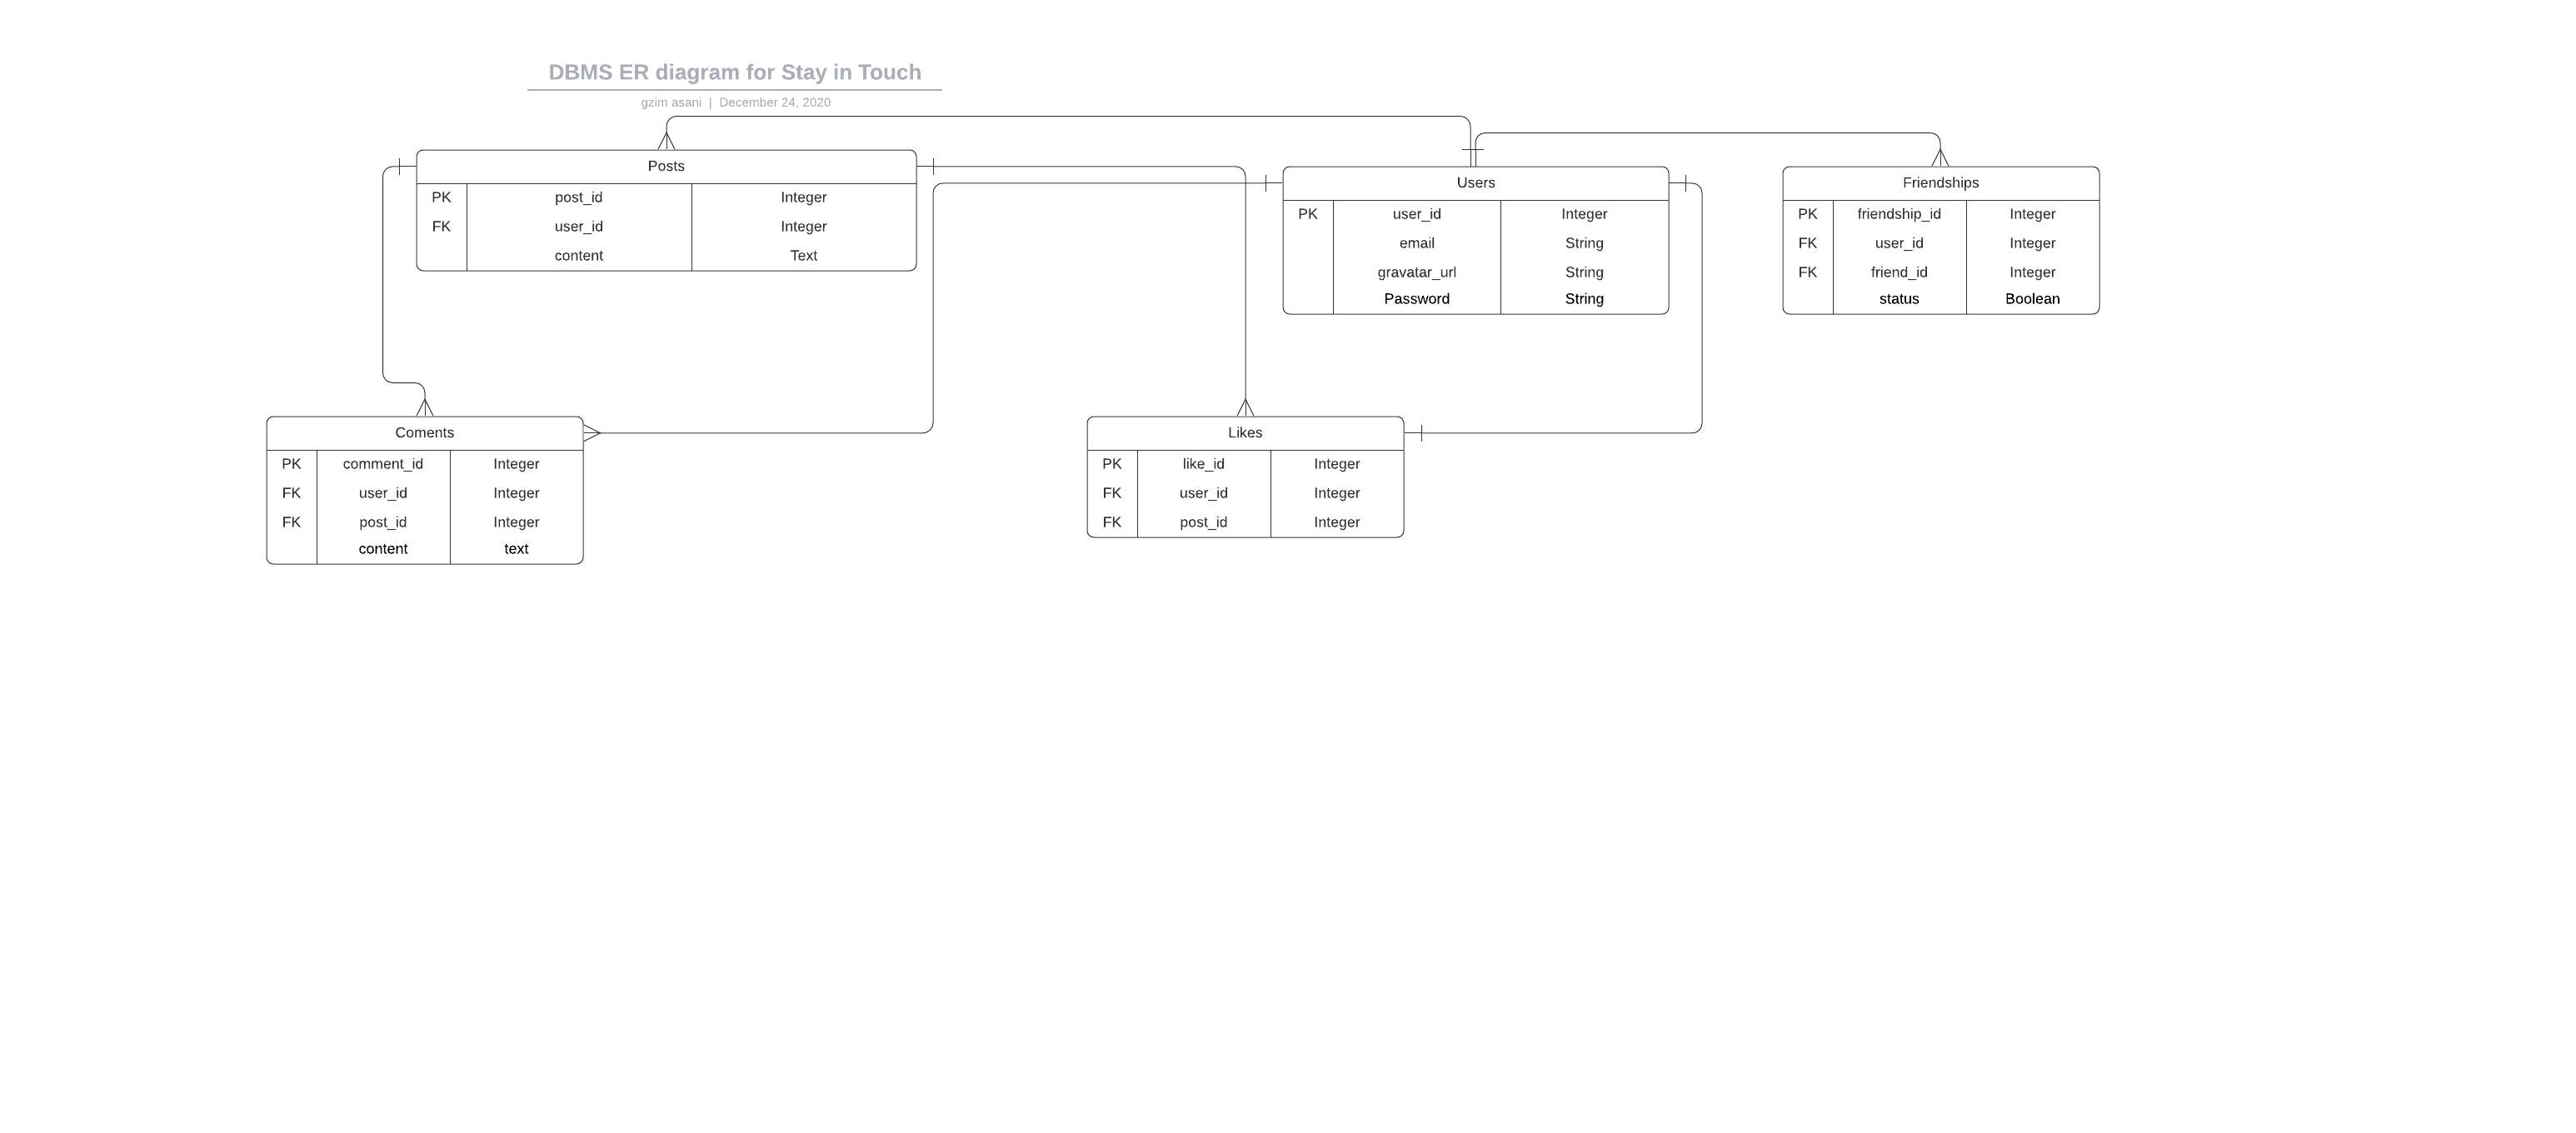 DBMS ER diagram for Stay in Touch
gzim asani | December 24, 2020
Posts
PK post_id Integer
FK user_id Integer
content Text
Users
PK user_id Integer
email String
gravatar_url String
Password String
Friendships
PK friendship_id Integer
FK user_id Integer
FK friend_id Integer
status Boolean
Coments
PK comment_id Integer
FK user_id Integer
FK post_id Integer
content text
Likes
PK like_id Integer
FK user_id Integer
FK post_id Integer